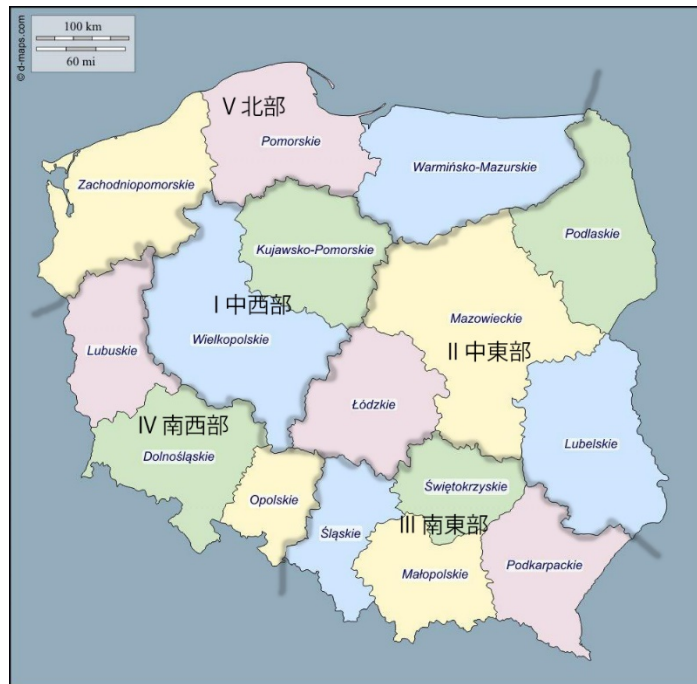 100 km
60 mi
© d-maps.com
V 北部
Pomorskie
Warmińsko-Mazurskie
Zachodniopomorskie
Podlaskie
Kujawsko-Pomorskie
I 中西部
Mazowieckie
Wielkopolskie
II 中東部
Lubuskie
Łódzkie
IV 南西部
Lubelskie
Dolnośląskie
Świętokrzyskie
Opolskie
III 南東部
Śląskie
Podkarpackie
Małopolskie